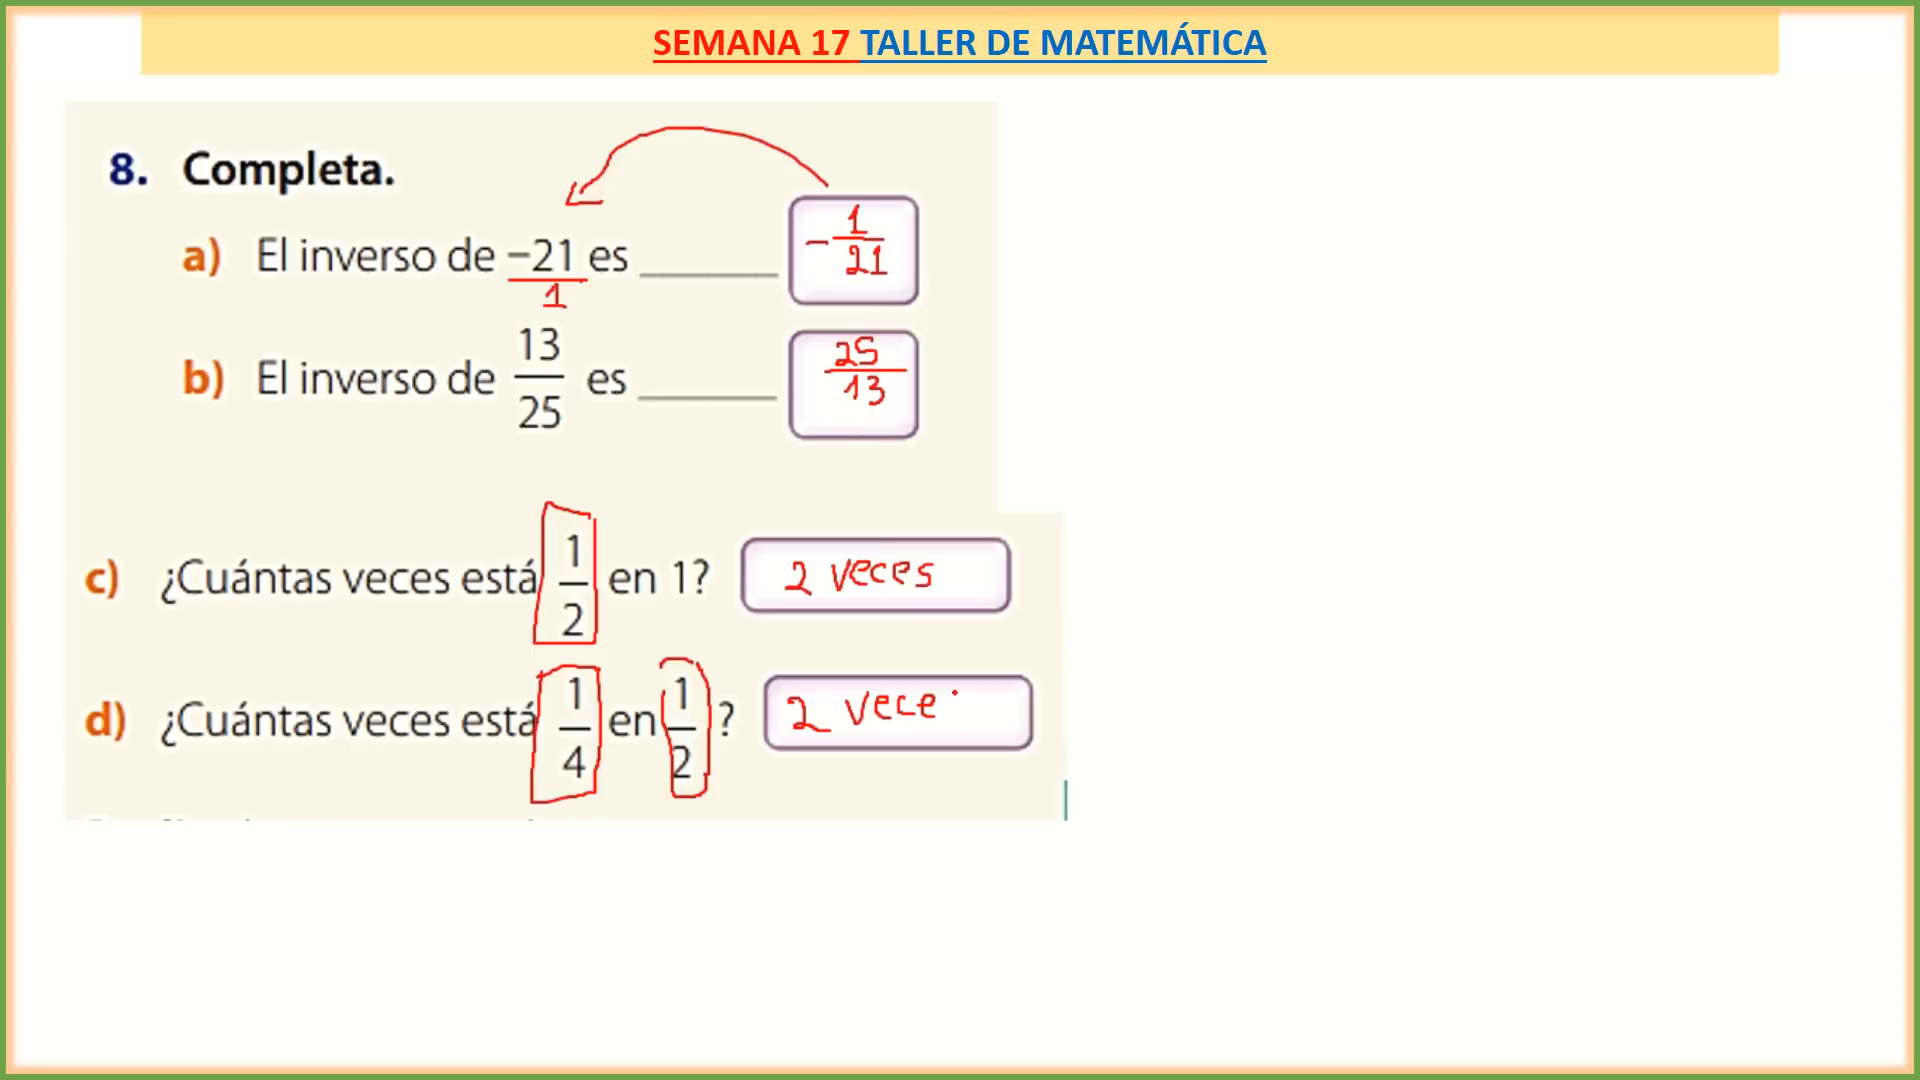 SEMANA 17 TALLER DE MATEMÁTICA
8. Completa.
a) El inverso de −21/1 es ______ −1/21
b) El inverso de 13/25 es ______ 25/13
c) ¿Cuántas veces está 1/2 en 1? 2 veces
d) ¿Cuántas veces está 1/4 en 1/2 ? 2 vece